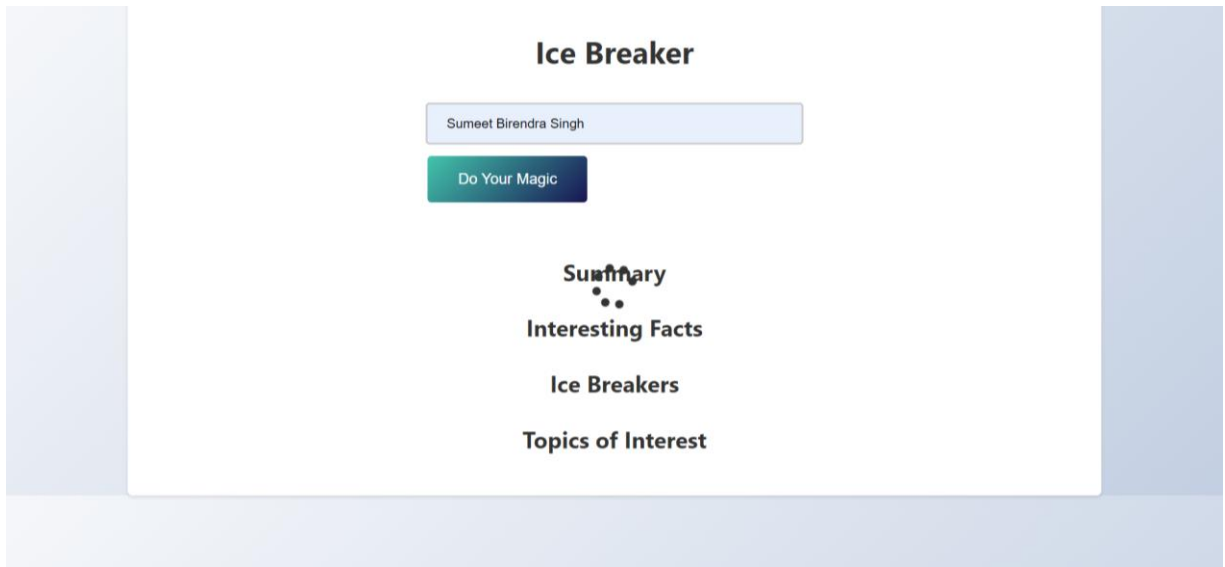 Ice Breaker
Sumeet Birendra Singh
Do Your Magic
Summary
Interesting Facts
Ice Breakers
Topics of Interest